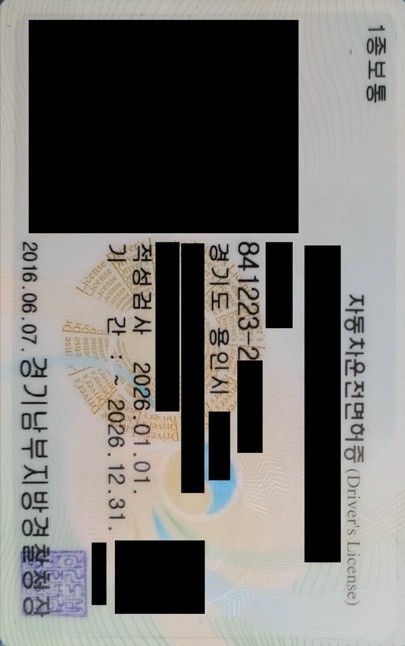 1종보통
자동차운전면허증 (Driver's License)
841223-2
경기도 용인시
적성검사 2026.01.01.
기 간 : ~ 2026.12.31.
2016.06.07. 경기남부지방경찰청장